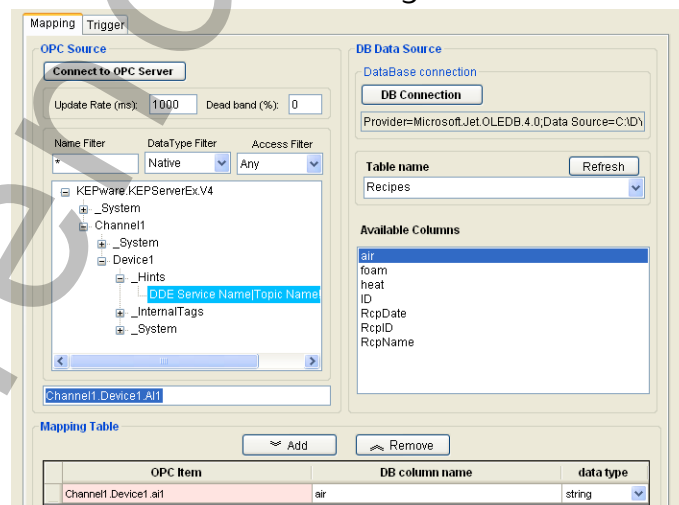 Mapping Trigger
OPC Source
Connect to OPC Server
Update Rate (ms): 1000 Dead band (%): 0
Name Filter DataType Filter Access Filter
* Native Any
KEPware.KEPServerEx.V4
_System
Channel1
_System
Device1
_Hints
DDE Service Name|Topic Name!
_InternalTags
_System
Channel1.Device1.AI1
DB Data Source
DataBase connection
DB Connection
Provider=Microsoft.Jet.OLEDB.4.0;Data Source=C:\D\
Table name Refresh
Recipes
Available Columns
air
foam
heat
ID
RcpDate
RcpID
RcpName
Mapping Table
Add Remove
OPC Item DB column name data type
Channel1.Device1.ai1 air string